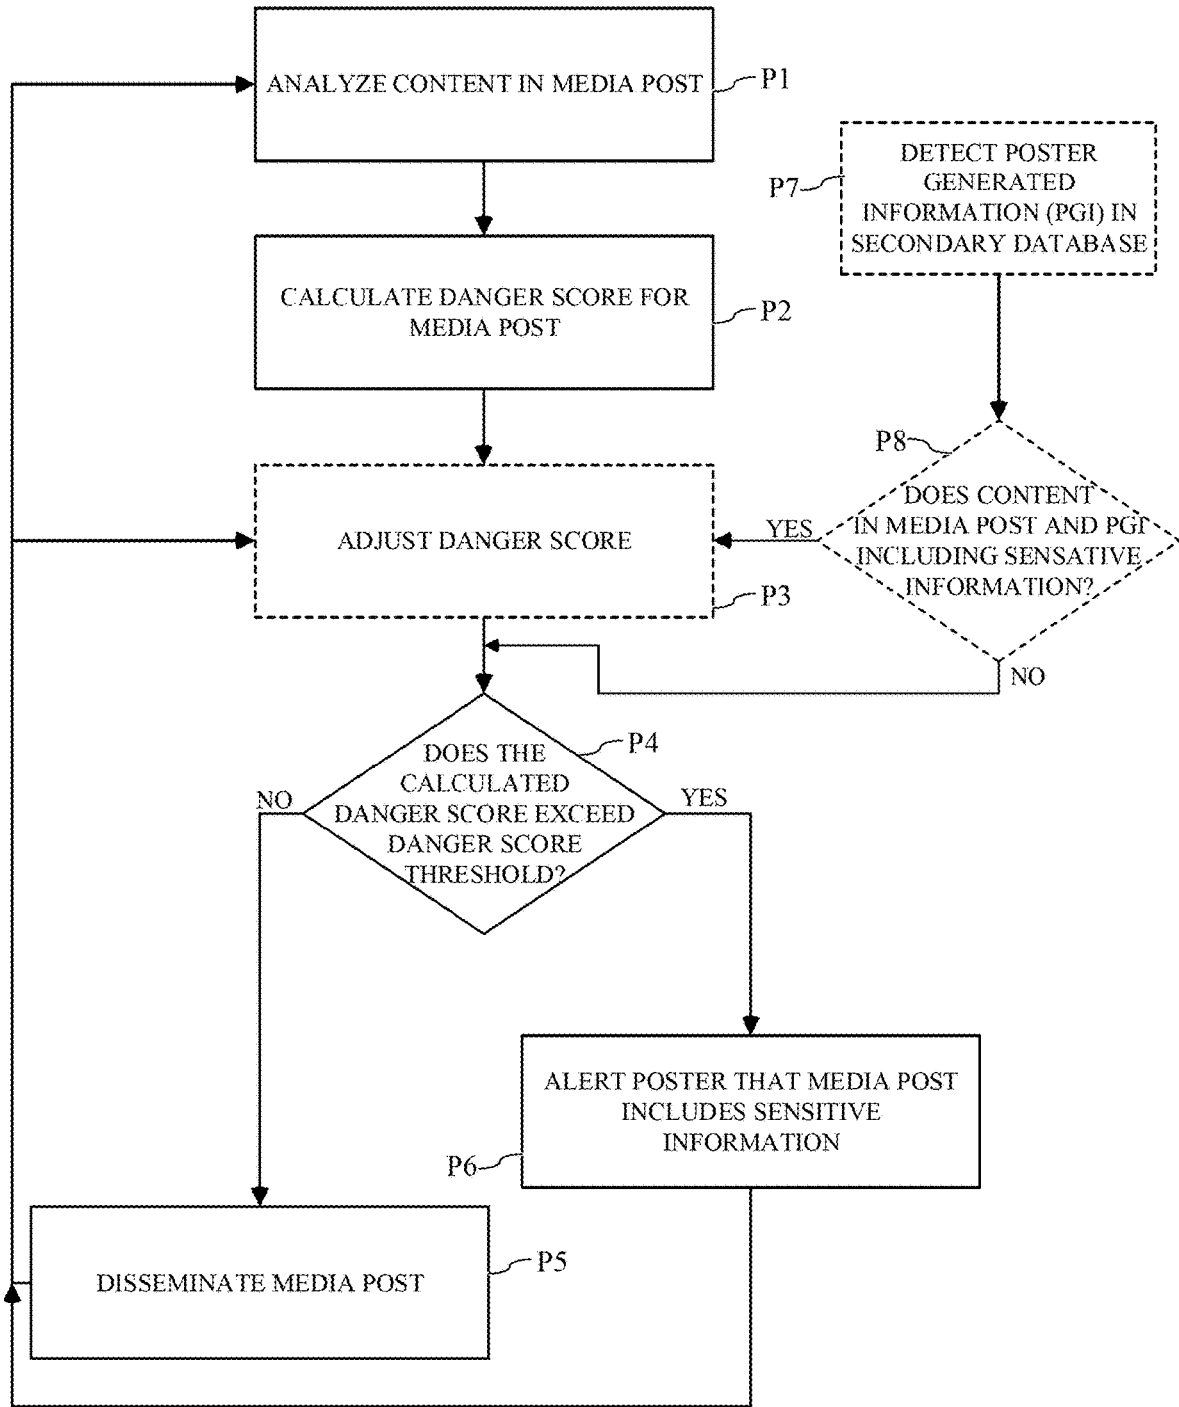 ANALYZE CONTENT IN MEDIA POST
P1
DETECT POSTER
GENERATED
INFORMATION (PGI) IN
SECONDARY DATABASE
P7
CALCULATE DANGER SCORE FOR
MEDIA POST
P2
P8
DOES CONTENT
IN MEDIA POST AND PGI
INCLUDING SENSATIVE
INFORMATION?
YES
NO
ADJUST DANGER SCORE
P3
P4
DOES THE
CALCULATED
DANGER SCORE EXCEED
DANGER SCORE
THRESHOLD?
NO
YES
ALERT POSTER THAT MEDIA POST
INCLUDES SENSITIVE
INFORMATION
P6
DISSEMINATE MEDIA POST
P5